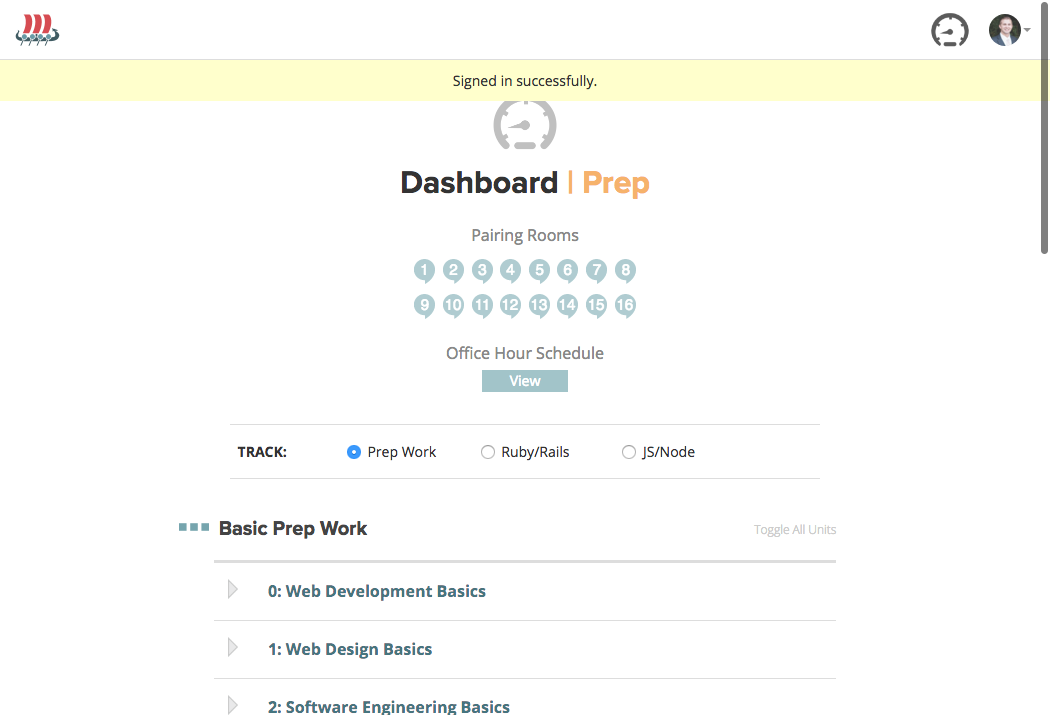 Signed in successfully.
Dashboard | Prep
Pairing Rooms
1 2 3 4 5 6 7 8
9 10 11 12 13 14 15 16
Office Hour Schedule
View
TRACK: Prep Work Ruby/Rails JS/Node
Basic Prep Work Toggle All Units
0: Web Development Basics
1: Web Design Basics
2: Software Engineering Basics